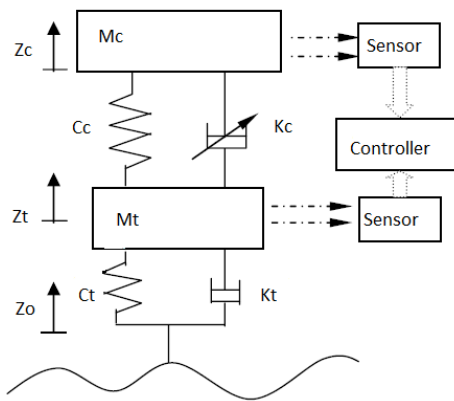 Zc
Mc
Sensor
Cc
Kc
Controller
Zt
Mt
Sensor
Zo
Ct
Kt